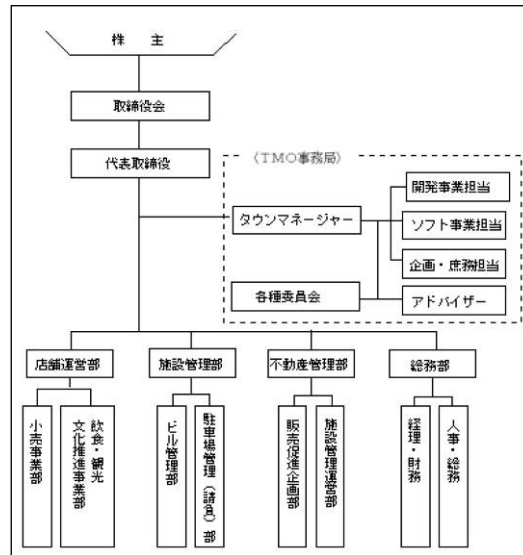 株 主
取締役会
代表取締役
(TMO事務局)
タウンマネージャー
開発事業担当
ソフト事業担当
企画・庶務担当
各種委員会
アドバイザー
店舗運営部
施設管理部
不動産管理部
総務部
小売事業部
飲食・観光
文化推進事業部
ビル管理部
駐車場管理(請負)部
販売促進企画部
施設管理運営部
経理・財務
人事・総務